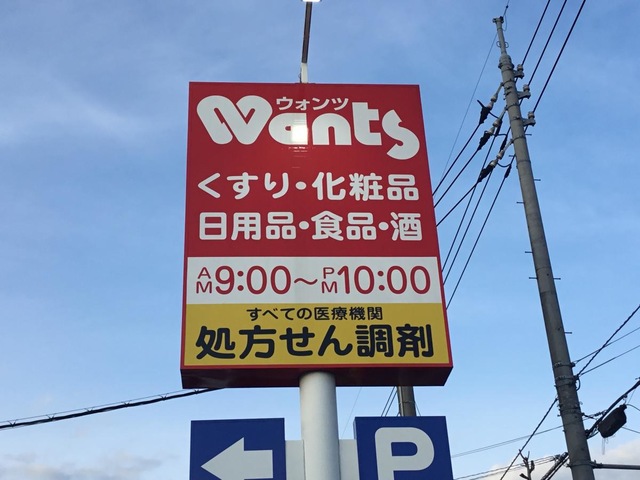 ウォンツ
Wants
くすり・化粧品
日用品・食品・酒
AM9:00～PM10:00
すべての医療機関
処方せん調剤
P